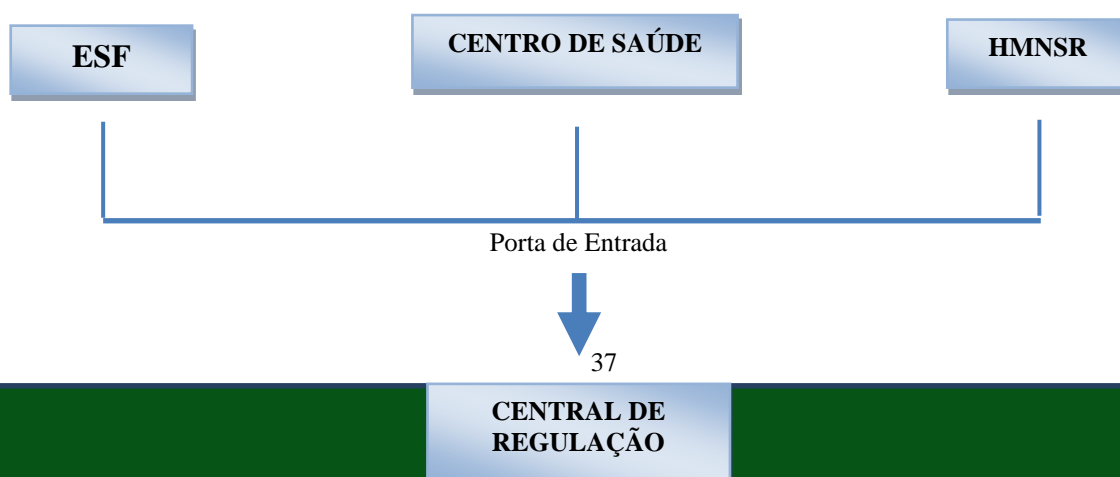 ESF
CENTRO DE SAÚDE
HMNSR
Porta de Entrada
37
CENTRAL DE
REGULAÇÃO